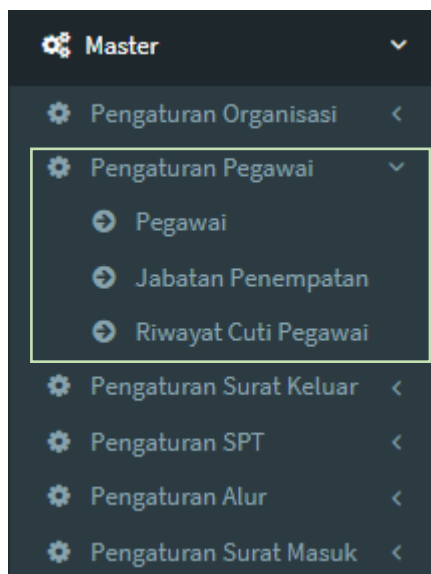 Master
Pengaturan Organisasi
Pengaturan Pegawai
Pegawai
Jabatan Penempatan
Riwayat Cuti Pegawai
Pengaturan Surat Keluar
Pengaturan SPT
Pengaturan Alur
Pengaturan Surat Masuk